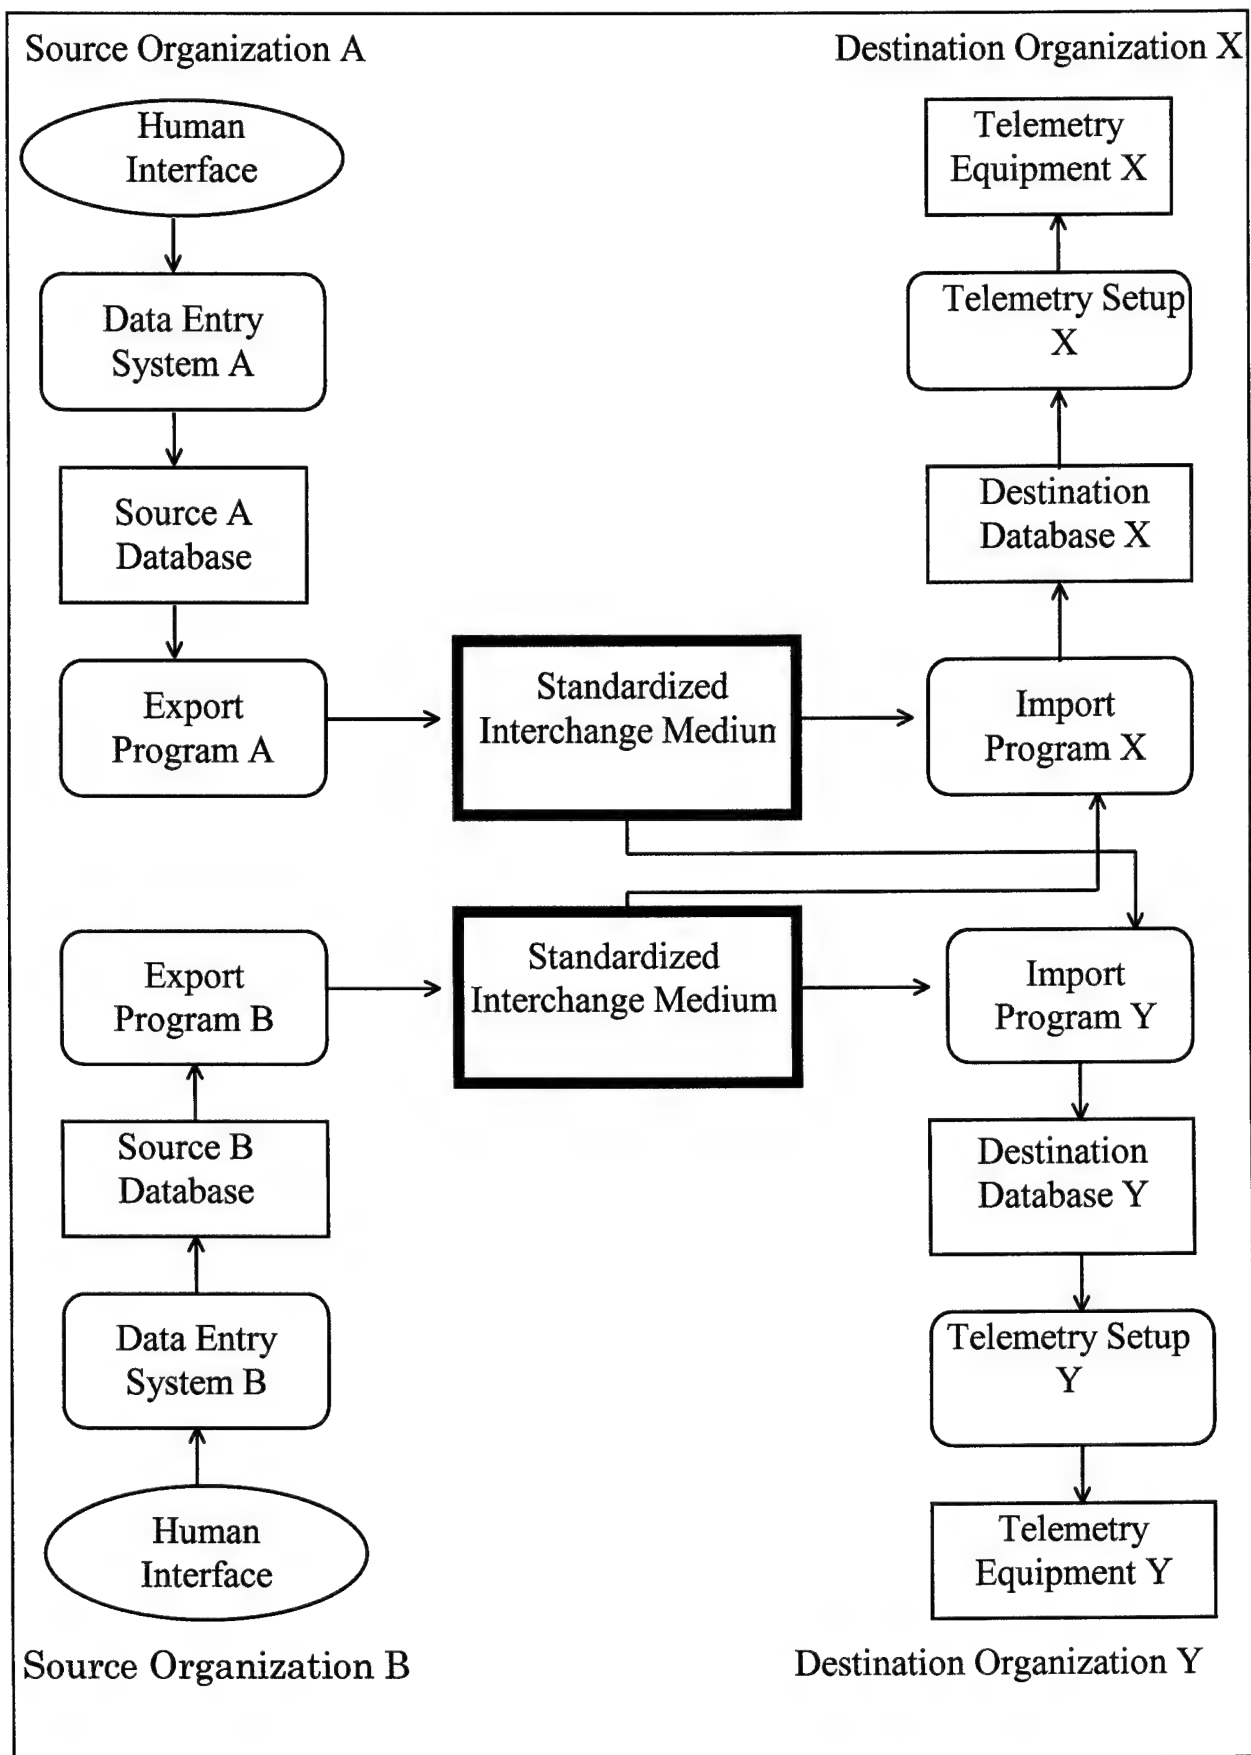 Source Organization A
Destination Organization X
Human
Interface
Telemetry
Equipment X
Data Entry
System A
Telemetry Setup
X
Source A
Database
Destination
Database X
Export
Program A
Standardized
Interchange Mediun
Import
Program X
Export
Program B
Standardized
Interchange Medium
Import
Program Y
Source B
Database
Destination
Database Y
Data Entry
System B
Telemetry Setup
Y
Human
Interface
Telemetry
Equipment Y
Source Organization B
Destination Organization Y